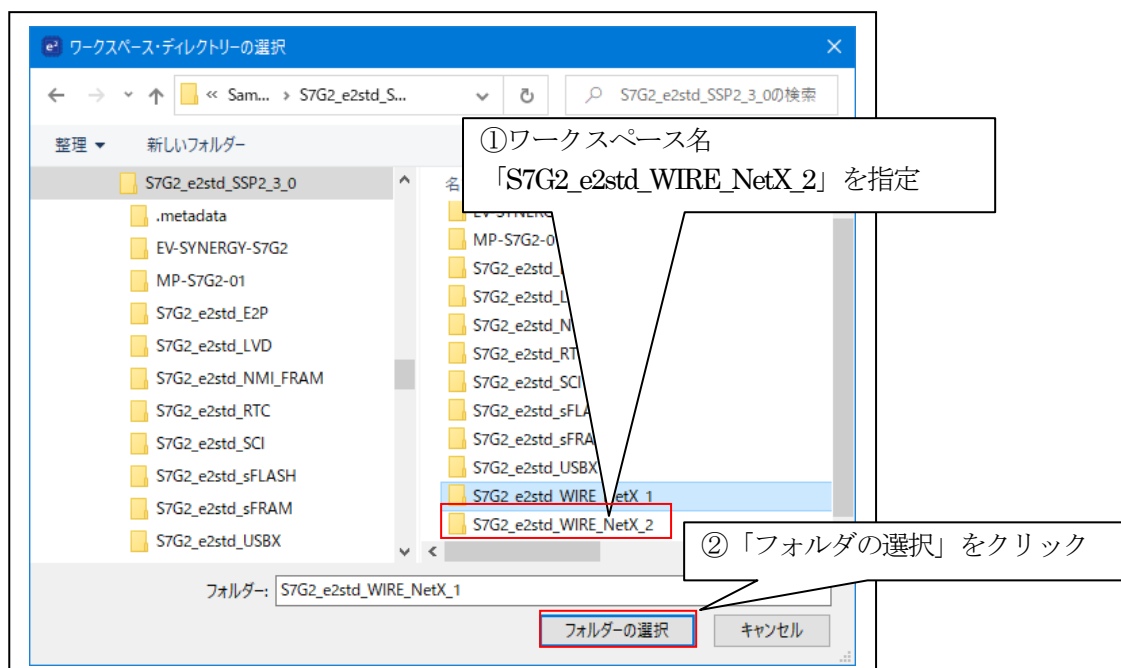 e² ワークスペース・ディレクトリーの選択
« Sam... › S7G2_e2std_S...
S7G2_e2std_SSP2_3_0の検索
整理 新しいフォルダー
①ワークスペース名
「S7G2_e2std_WIRE_NetX_2」を指定
S7G2_e2std_SSP2_3_0
.metadata
EV-SYNERGY-S7G2
MP-S7G2-01
S7G2_e2std_E2P
S7G2_e2std_LVD
S7G2_e2std_NMI_FRAM
S7G2_e2std_RTC
S7G2_e2std_SCI
S7G2_e2std_sFLASH
S7G2_e2std_sFRAM
S7G2_e2std_USBX
名
EV-SYNERG
MP-S7G2-0
S7G2_e2std_
S7G2_e2std_L
S7G2_e2std_N
S7G2_e2std_RT
S7G2_e2std_SCI
S7G2_e2std_sFLA
S7G2_e2std_sFRA
S7G2_e2std_USBX
S7G2_e2std_WIRE_NetX_1
S7G2_e2std_WIRE_NetX_2
②「フォルダの選択」をクリック
フォルダー: S7G2_e2std_WIRE_NetX_1
フォルダーの選択 キャンセル